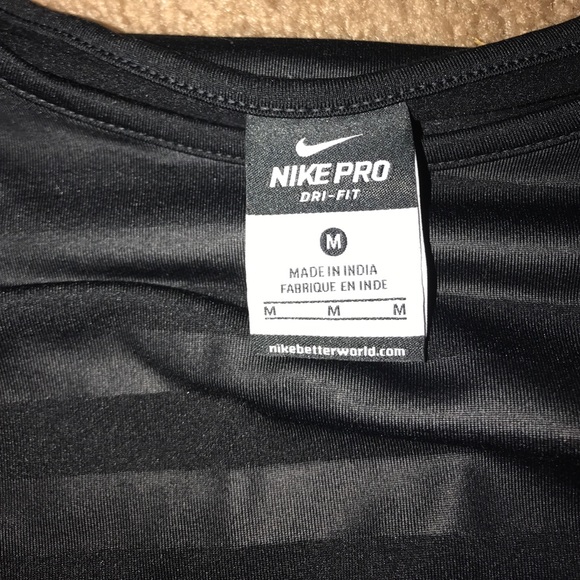 NIKE PRO
DRI-FIT
M
MADE IN INDIA
FABRIQUE EN INDE
M M M
nikebetterworld.com